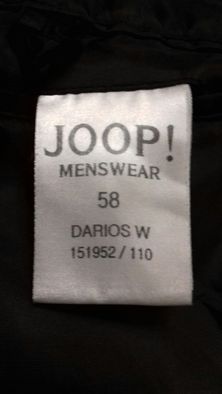 JOOP!
MENSWEAR
58
DARIOS W
151952 / 110